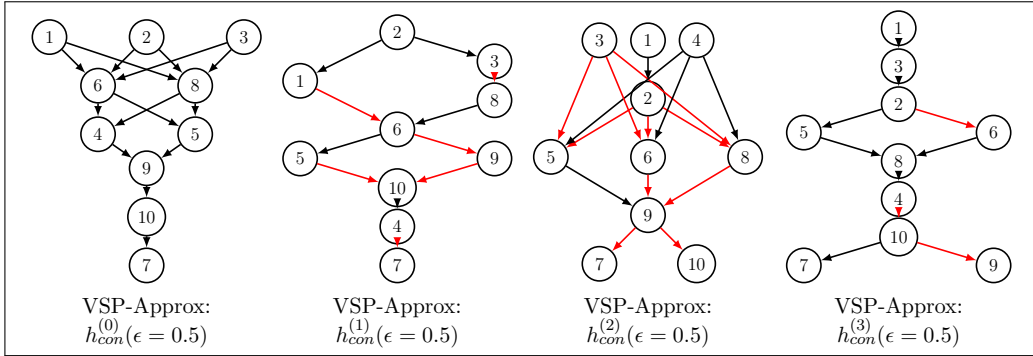 1 2 3
6 8
4 5
9
10
7
VSP-Approx:
h_{con}^{(0)}(ϵ = 0.5)
2
3
1
8
6
5 9
10
4
7
VSP-Approx:
h_{con}^{(1)}(ϵ = 0.5)
3 1 4
2
5 6 8
9
7 10
VSP-Approx:
h_{con}^{(2)}(ϵ = 0.5)
1
3
2
5 6
8
4
10
7 9
VSP-Approx:
h_{con}^{(3)}(ϵ = 0.5)